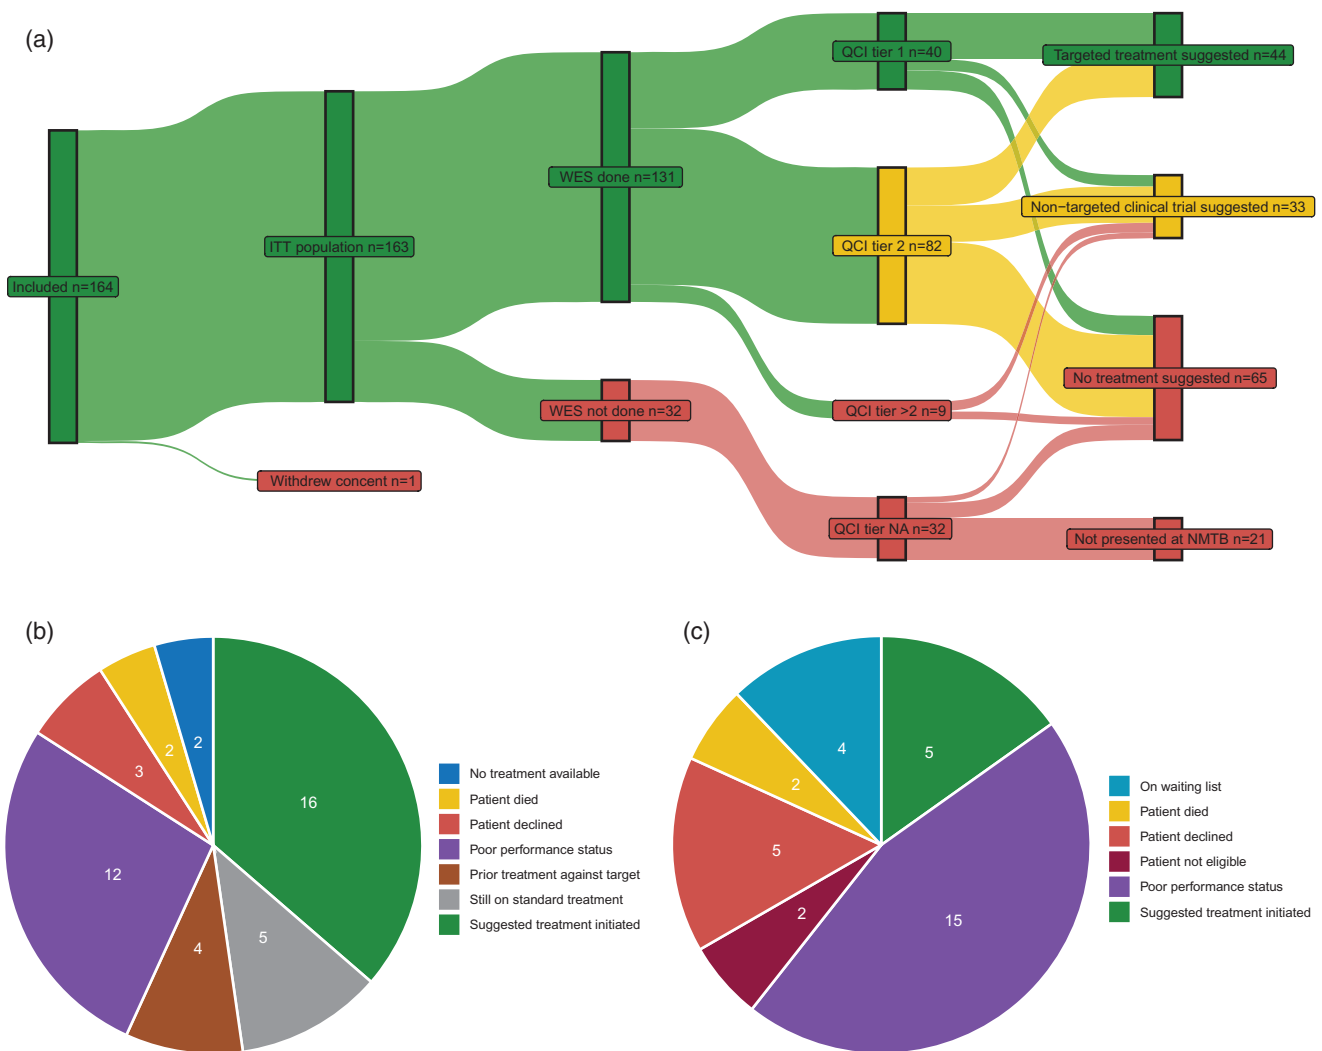 (a)
QCI tier 1 n=40
Targeted treatment suggested n=44
WES done n=131
Non−targeted clinical trial suggested n=33
ITT population n=163
QCI tier 2 n=82
Included n=164
No treatment suggested n=65
WES not done n=32
QCI tier >2 n=9
Withdrew concent n=1
QCI tier NA n=32
Not presented at NMTB n=21
(b)
2
2
3
16
12
4
5
No treatment available
Patient died
Patient declined
Poor performance status
Prior treatment against target
Still on standard treatment
Suggested treatment initiated
(c)
4
5
2
5
2
15
On waiting list
Patient died
Patient declined
Patient not eligible
Poor performance status
Suggested treatment initiated